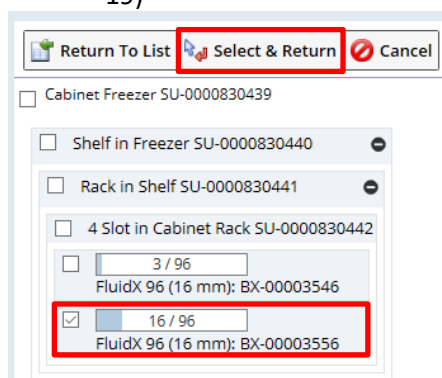 19)
Return To List Select & Return Cancel
Cabinet Freezer SU-0000830439
Shelf in Freezer SU-0000830440
Rack in Shelf SU-0000830441
4 Slot in Cabinet Rack SU-0000830442
3 / 96
FluidX 96 (16 mm): BX-00003546
16 / 96
FluidX 96 (16 mm): BX-00003556